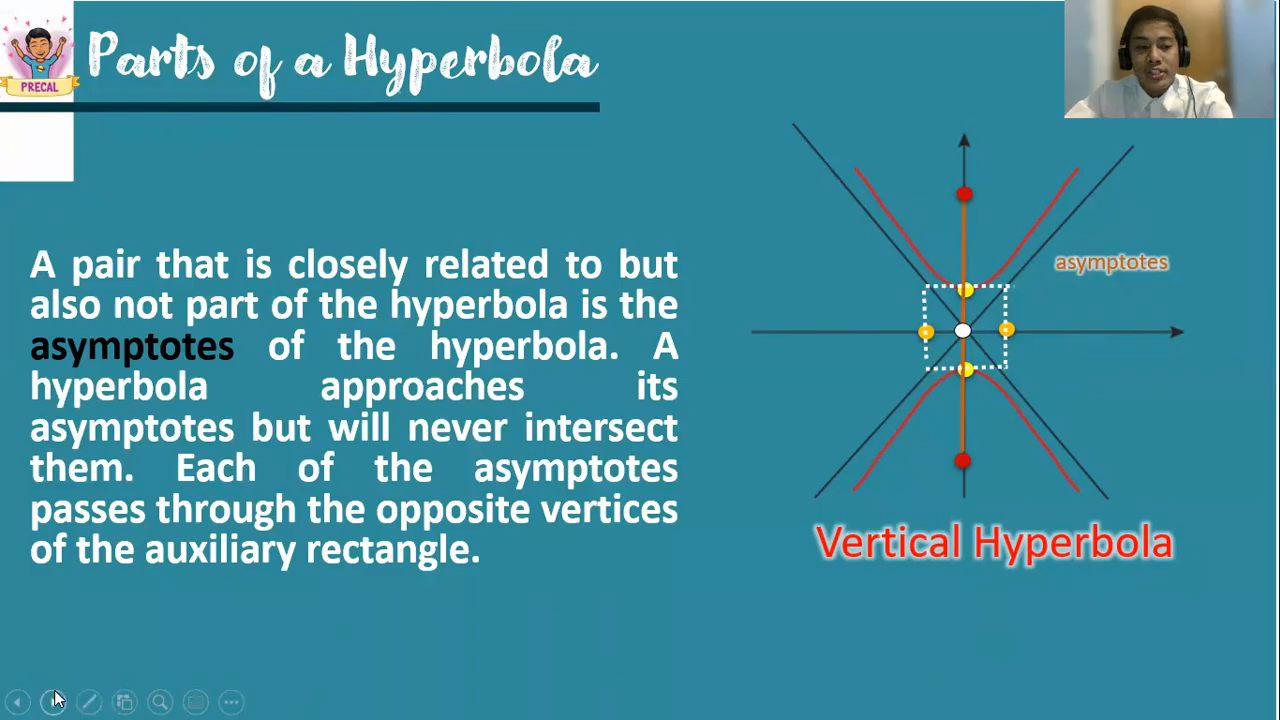 Parts of a Hyperbola
PRECAL
A pair that is closely related to but
also not part of the hyperbola is the
asymptotes of the hyperbola. A
hyperbola approaches its
asymptotes but will never intersect
them. Each of the asymptotes
passes through the opposite vertices
of the auxiliary rectangle.
asymptotes
Vertical Hyperbola